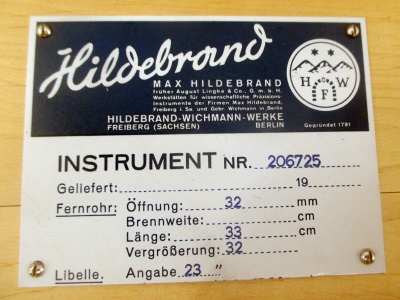 Hildebrand
MAX HILDEBRAND
früher August Lingke & Co., G. m. b. H.
Werkstätten für wissenschaftliche Präzisions-
Instrumente der Firmen Max Hildebrand,
Freiberg i. Sa. und Gebr. Wichmann in Berlin
HILDEBRAND-WICHMANN-WERKE
FREIBERG (SACHSEN) BERLIN
H W
F
Gegründet 1791
INSTRUMENT NR. 206725
Geliefert: 19
Fernrohr: Öffnung: 32 mm
Brennweite: cm
Länge: 33 cm
Vergrößerung: 32
Libelle. Angabe 23 "